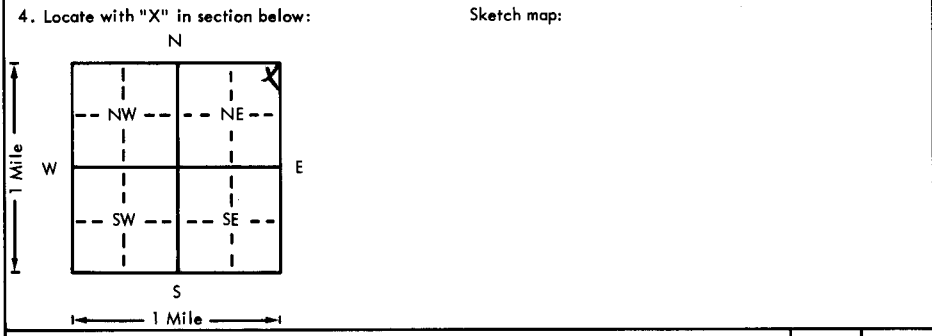 4. Locate with "X" in section below:
Sketch map:
N
X
-- NW -- -- NE --
1 Mile
W
E
-- SW -- -- SE --
S
1 Mile